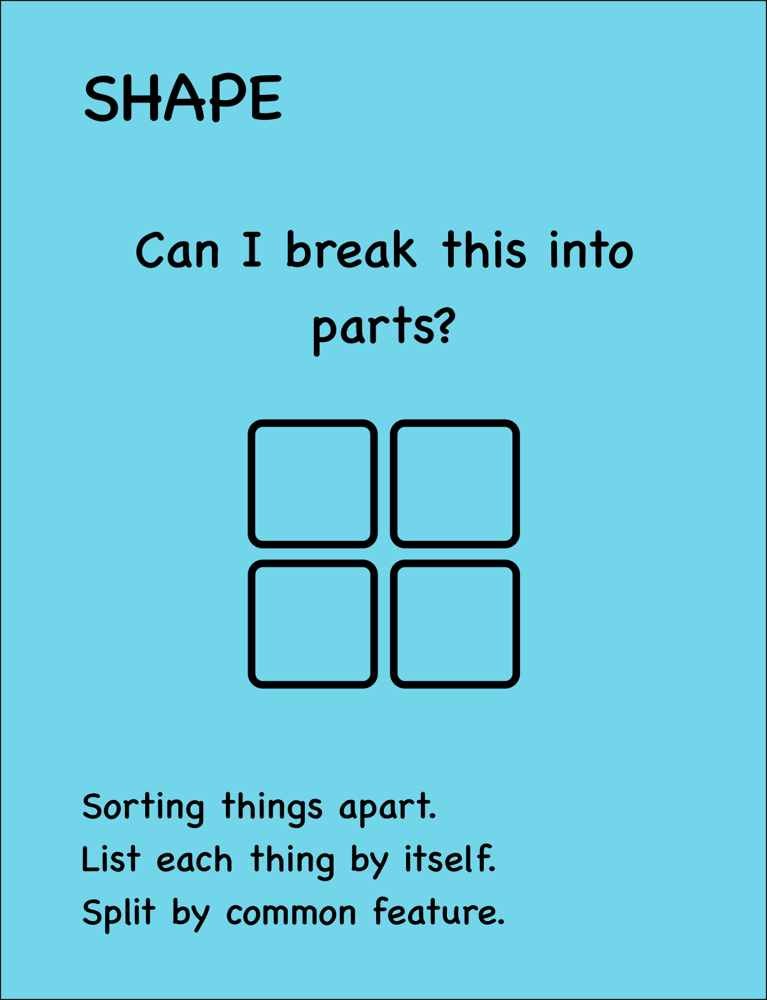 SHAPE
Can I break this into
parts?
Sorting things apart.
List each thing by itself.
Split by common feature.